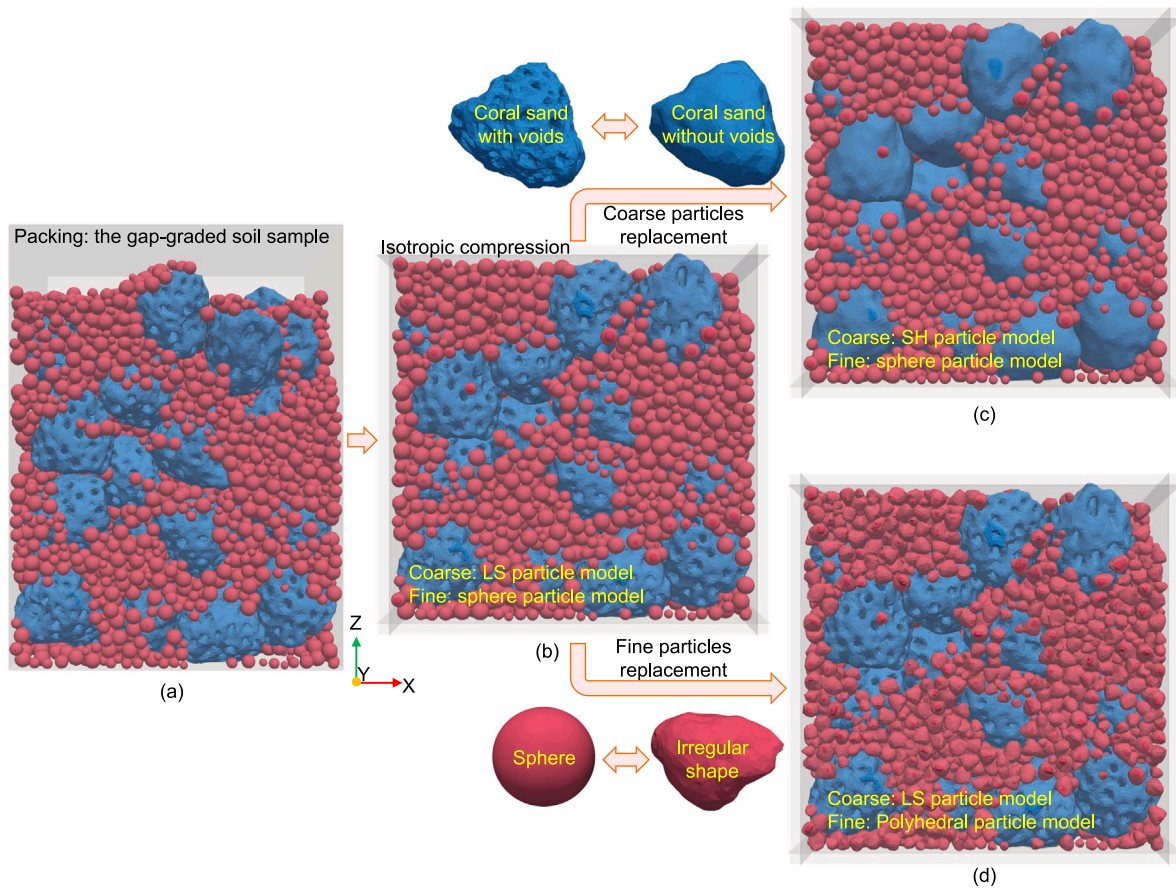 Coral sand
with voids
Coral sand
without voids
Coarse particles
replacement
Packing: the gap-graded soil sample
Isotropic compression
Coarse: SH particle model
Fine: sphere particle model
(c)
Coarse: LS particle model
Fine: sphere particle model
Z
Y
X
(a)
(b)
Fine particles
replacement
Sphere
Irregular
shape
Coarse: LS particle model
Fine: Polyhedral particle model
(d)